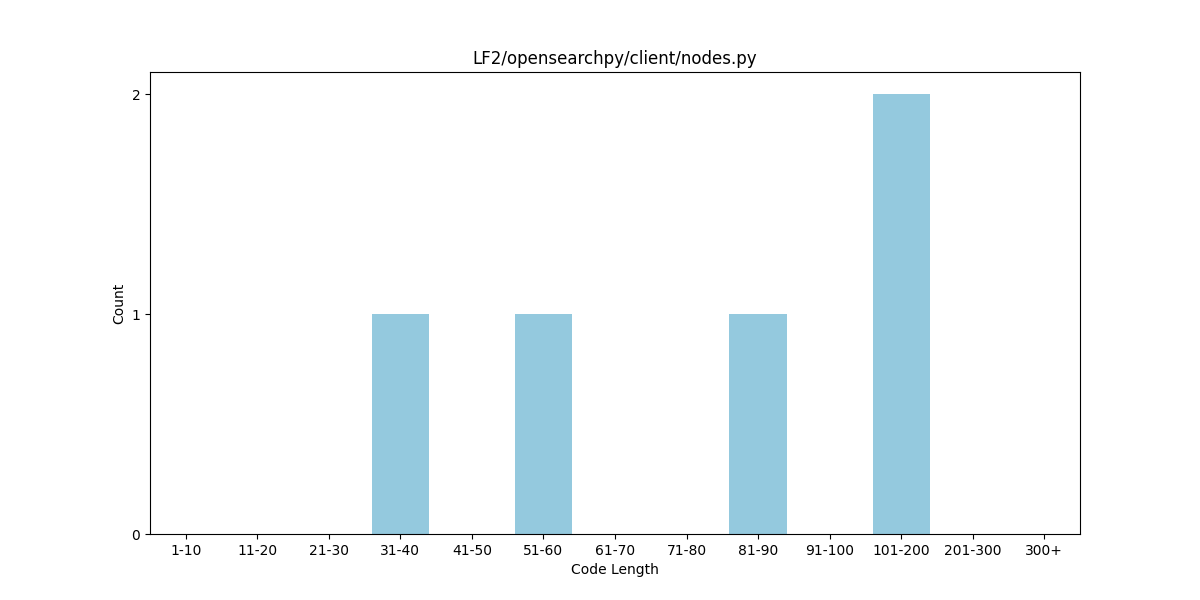 LF2/opensearchpy/client/nodes.py
Count
2
1
0
1-10 11-20 21-30 31-40 41-50 51-60 61-70 71-80 81-90 91-100 101-200 201-300 300+
Code Length